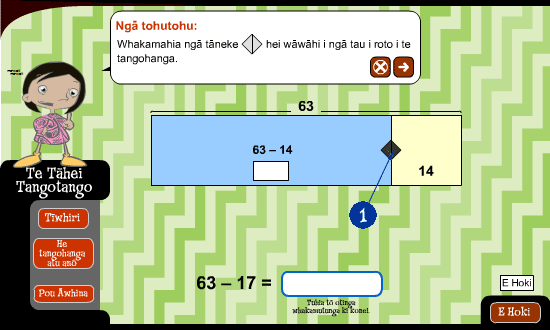 Ngā tohutohu:
Whakamahia ngā tāneke hei wāwāhi i ngā tau i roto i te
tangohanga.
63
63 – 14
14
1
Te Tāhei
Tangotango
Tīwhiri
He
tangohanga
atu anō
Pou Āwhina
63 – 17 =
Tuhia tō otinga
whakamutunga ki konei.
E Hoki
E Hoki